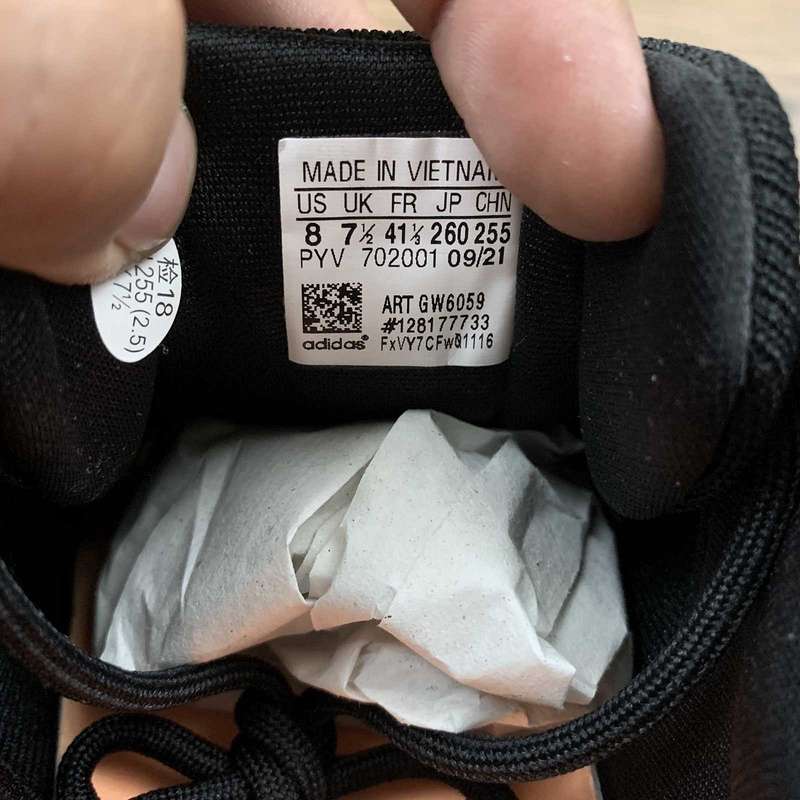 MADE IN VIETNAM
US UK FR JP CHN
8 7½ 41⅓ 260 255
PYV 702001 09/21
ART GW6059
#128177733
adidas FxVY7CFw01116
检18
255(2.5)
7½